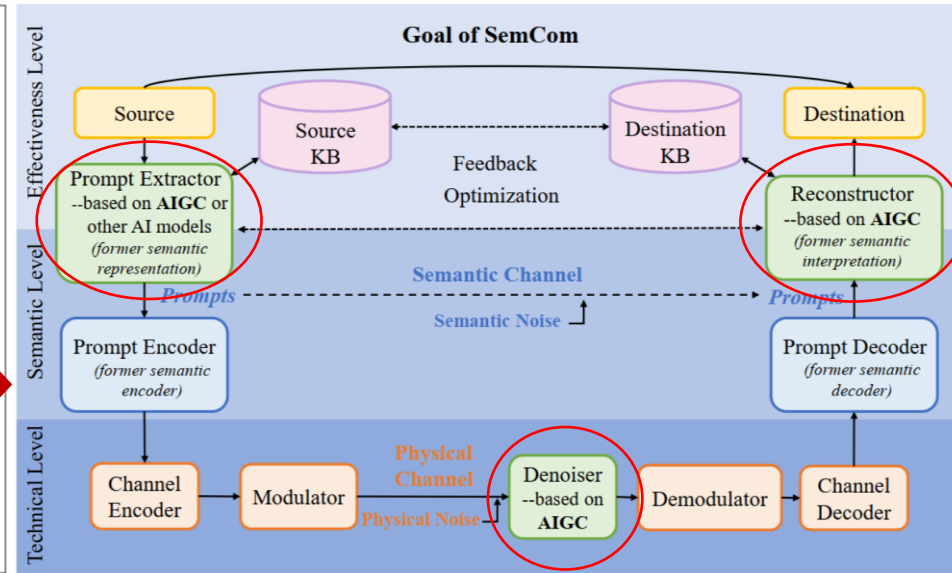 Goal of SemCom
Effectiveness Level
Source
Source
KB
Destination
KB
Destination
Feedback
Optimization
Prompt Extractor
--based on AIGC or
other AI models
(former semantic
representation)
Reconstructor
--based on AIGC
(former semantic
interpretation)
Semantic Level
Semantic Channel
Prompts
Prompts
Semantic Noise
Prompt Encoder
(former semantic
encoder)
Prompt Decoder
(former semantic
decoder)
Technical Level
Physical
Channel
Channel
Encoder
Modulator
Physical Noise
Denoiser
--based on
AIGC
Demodulator
Channel
Decoder